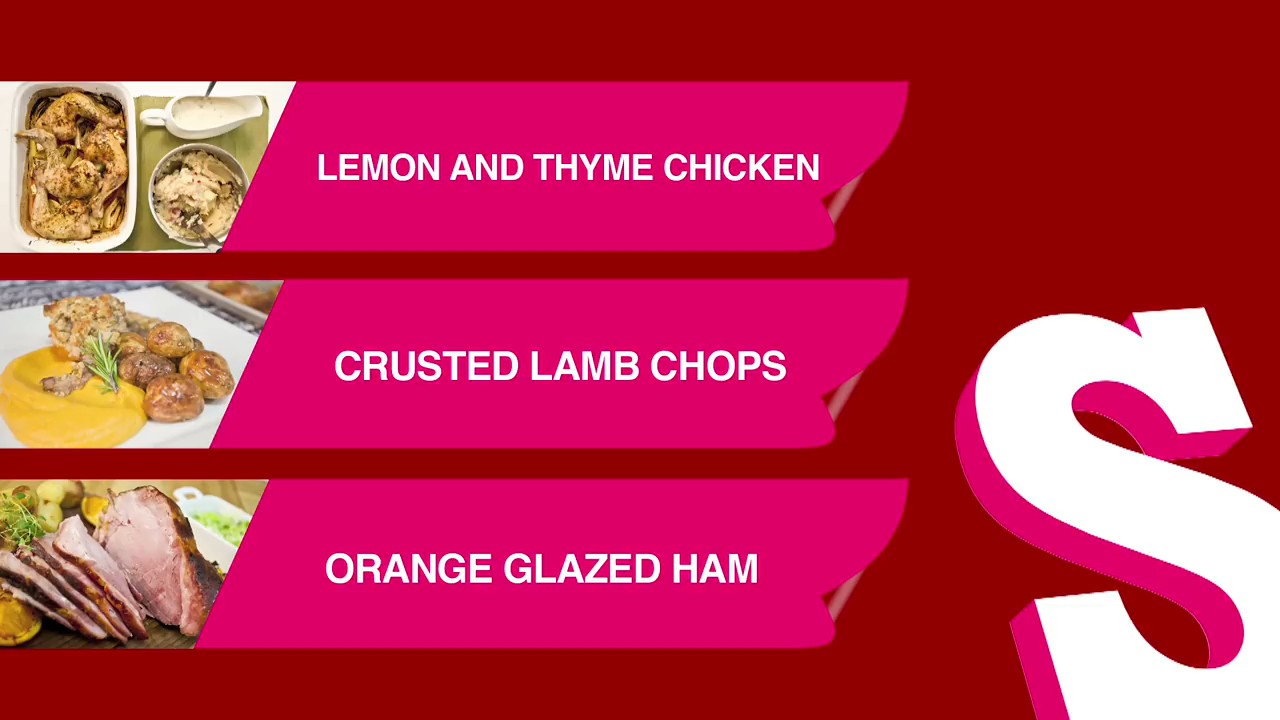 LEMON AND THYME CHICKEN
CRUSTED LAMB CHOPS
ORANGE GLAZED HAM
S